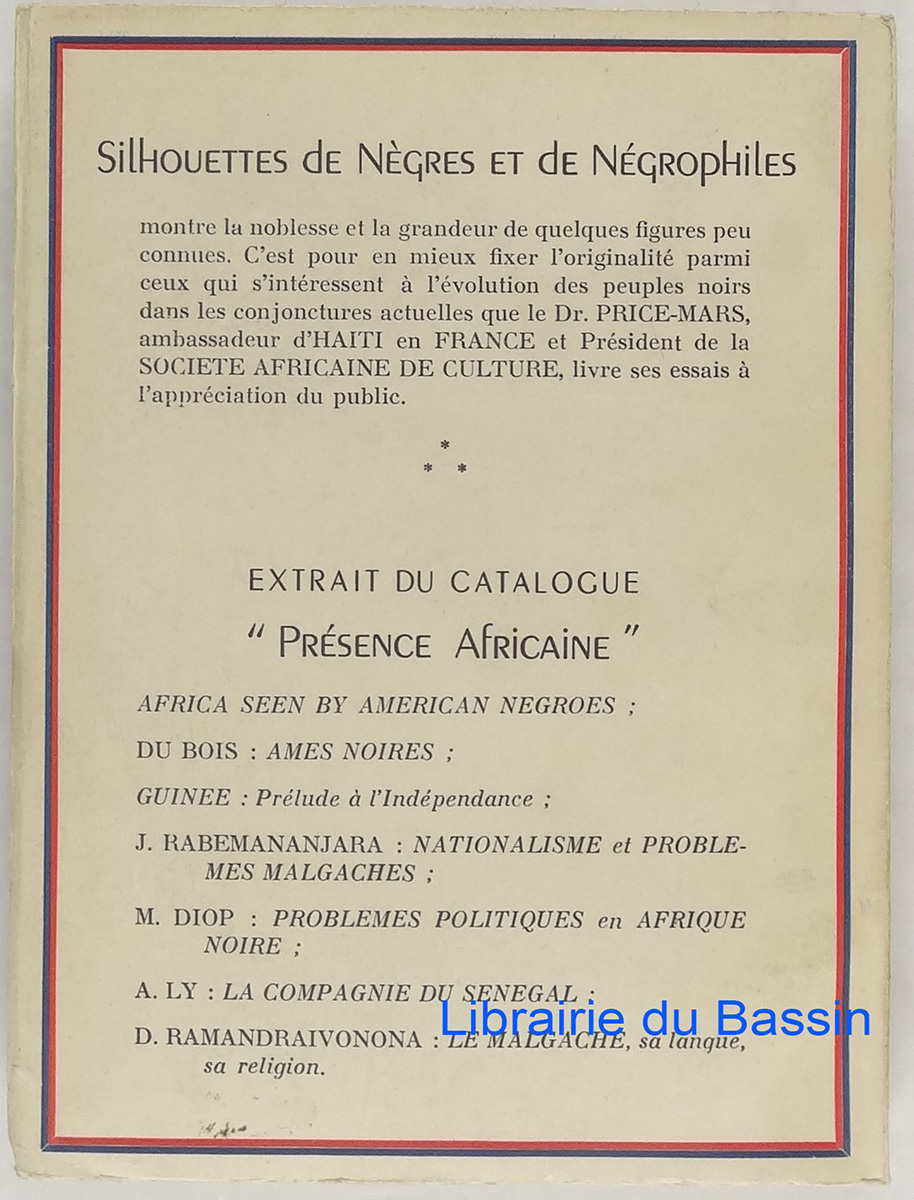 Silhouettes de Nègres et de Négrophiles
montre la noblesse et la grandeur de quelques figures peu
connues. C'est pour en mieux fixer l'originalité parmi
ceux qui s'intéressent à l'évolution des peuples noirs
dans les conjonctures actuelles que le Dr. PRICE-MARS,
ambassadeur d'HAITI en FRANCE et Président de la
SOCIETE AFRICAINE DE CULTURE, livre ses essais à
l'appréciation du public.
*
* *
EXTRAIT DU CATALOGUE
" Présence Africaine "
AFRICA SEEN BY AMERICAN NEGROES ;
DU BOIS : AMES NOIRES ;
GUINEE : Prélude à l'Indépendance ;
J. RABEMANANJARA : NATIONALISME et PROBLE-
MES MALGACHES ;
M. DIOP : PROBLEMES POLITIQUES en AFRIQUE
NOIRE ;
A. LY : LA COMPAGNIE DU SENEGAL ;
Librairie du Bassin
D. RAMANDRAIVONONA : LE MALGACHE, sa langue,
sa religion.